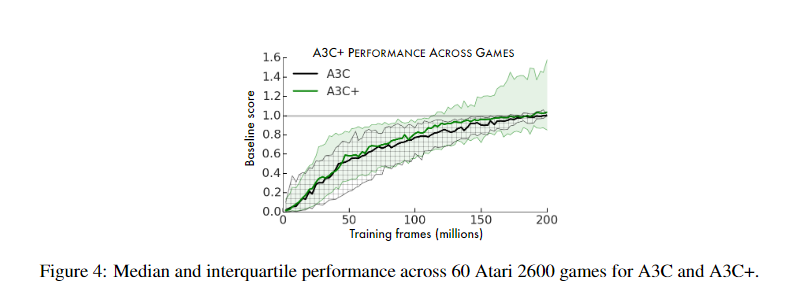 A3C+ PERFORMANCE ACROSS GAMES
1.6
1.4
1.2
1.0
0.8
0.6
0.4
0.2
0.0
Baseline score
A3C
A3C+
0
50
100
150
200
Training frames (millions)
Figure 4: Median and interquartile performance across 60 Atari 2600 games for A3C and A3C+.